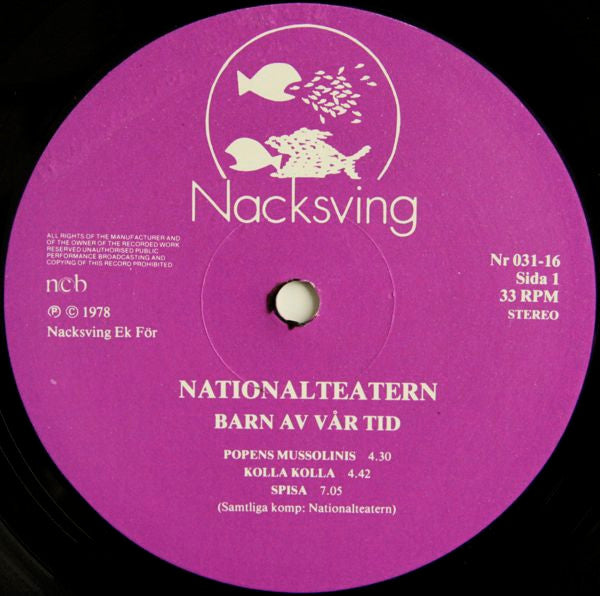 Nacksving
ALL RIGHTS OF THE MANUFACTURER AND
OF THE OWNER OF THE RECORDED WORK
RESERVED UNAUTHORISED PUBLIC
PERFORMANCE BROADCASTING AND
COPYING OF THIS RECORD PROHIBITED
ncb
℗ © 1978
Nacksving Ek För
Nr 031-16
Sida 1
33 RPM
STEREO
NATIONALTEATERN
BARN AV VÅR TID
POPENS MUSSOLINIS 4.30
KOLLA KOLLA 4.42
SPISA 7.05
(Samtliga komp: Nationalteatern)